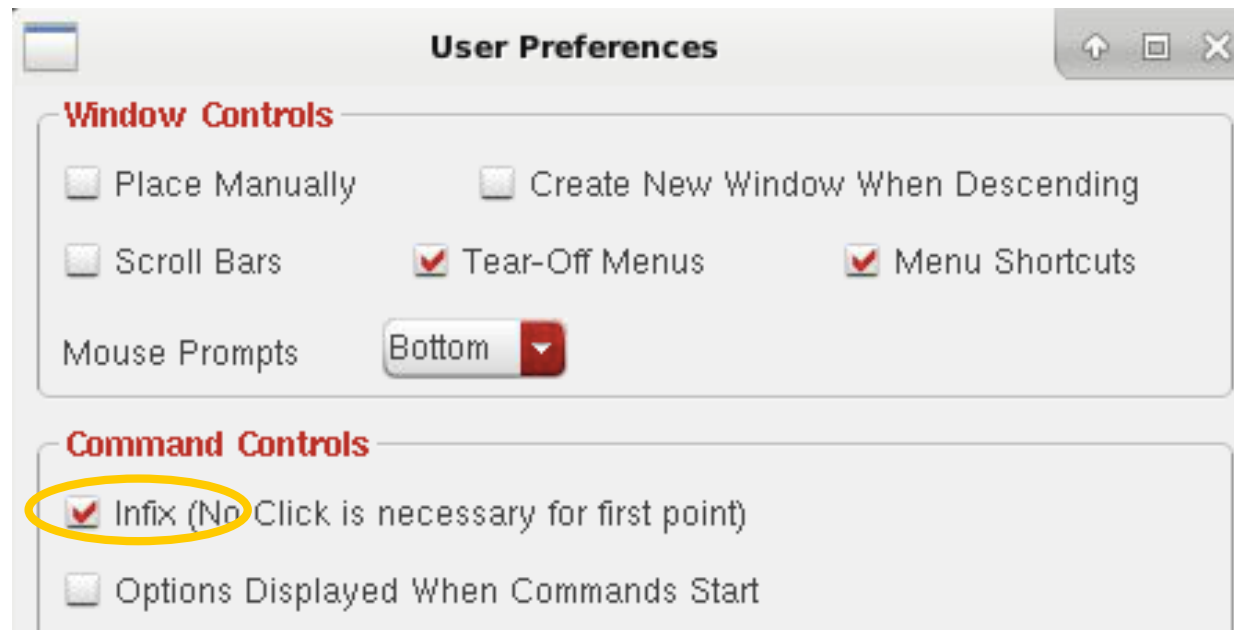 User Preferences
Window Controls
Place Manually Create New Window When Descending
Scroll Bars Tear-Off Menus Menu Shortcuts
Mouse Prompts Bottom
Command Controls
Infix (No Click is necessary for first point)
Options Displayed When Commands Start